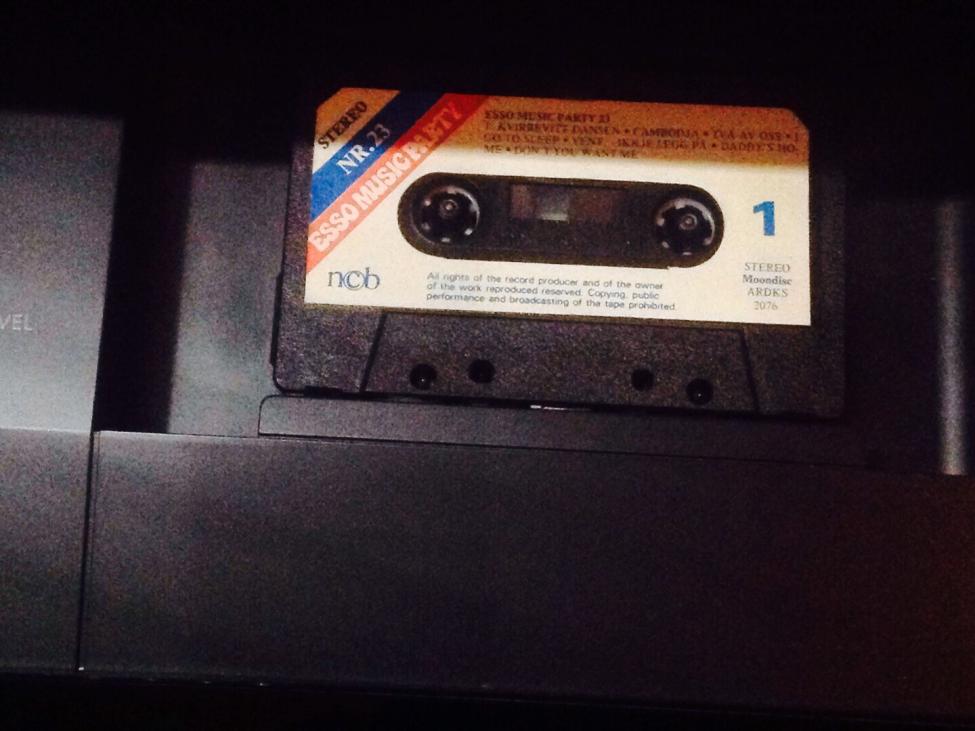 STEREO
NR. 23
ESSO MUSIC PARTY
ESSO MUSIC PARTY 23
1. KVIRREVITT-DANSEN • CAMBODJA • TVÅ AV OSS • I
GO TO SLEEP • VENT... IKKJE LEGG PÅ • DADDY'S HO-
ME • DON'T YOU WANT ME
1
ncb
All rights of the record producer and of the owner
of the work reproduced reserved. Copying, public
performance and broadcasting of the tape prohibited.
STEREO
Moondisc
ARDKS
2076
VEL